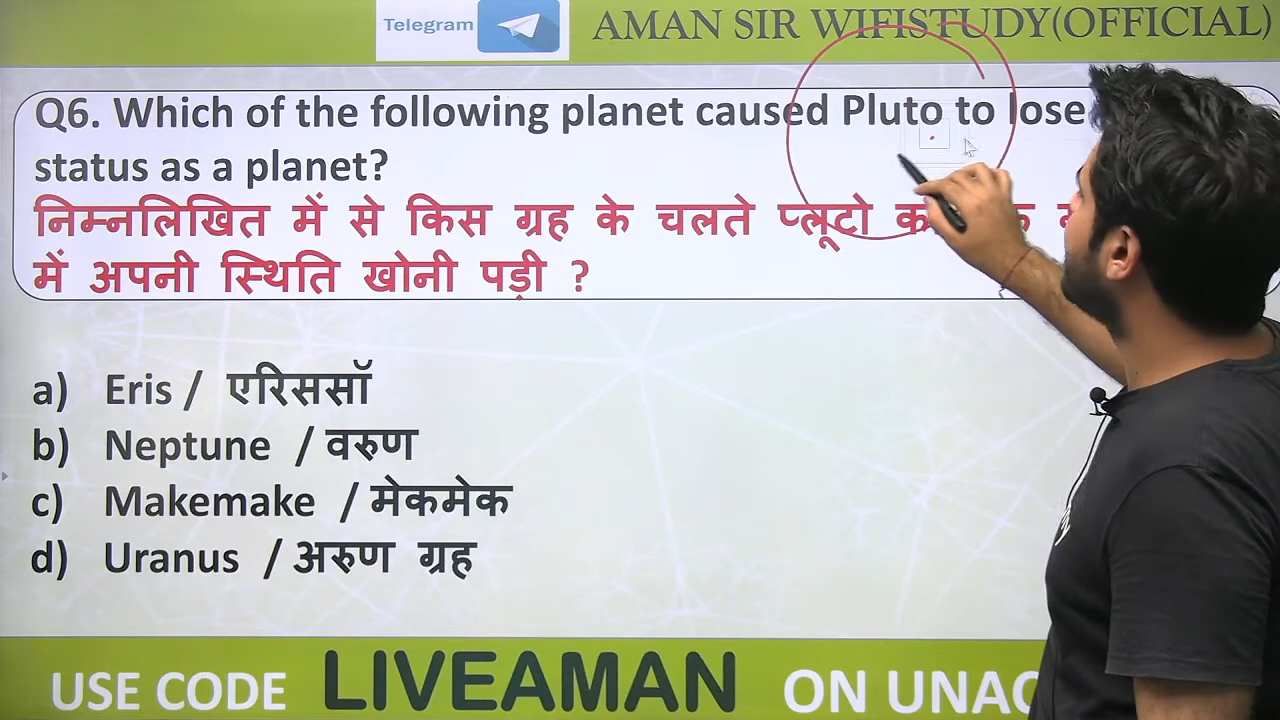 Telegram
AMAN SIR WIFISTUDY(OFFICIAL)
Q6. Which of the following planet caused Pluto to lose
status as a planet?
निम्नलिखित में से किस ग्रह के चलते प्लूटो
में अपनी स्थिति खोनी पड़ी ?
a) Eris / एरिससॉ
b) Neptune / वरुण
c) Makemake / मेकमेक
d) Uranus / अरुण ग्रह
USE CODE LIVEAMAN ON